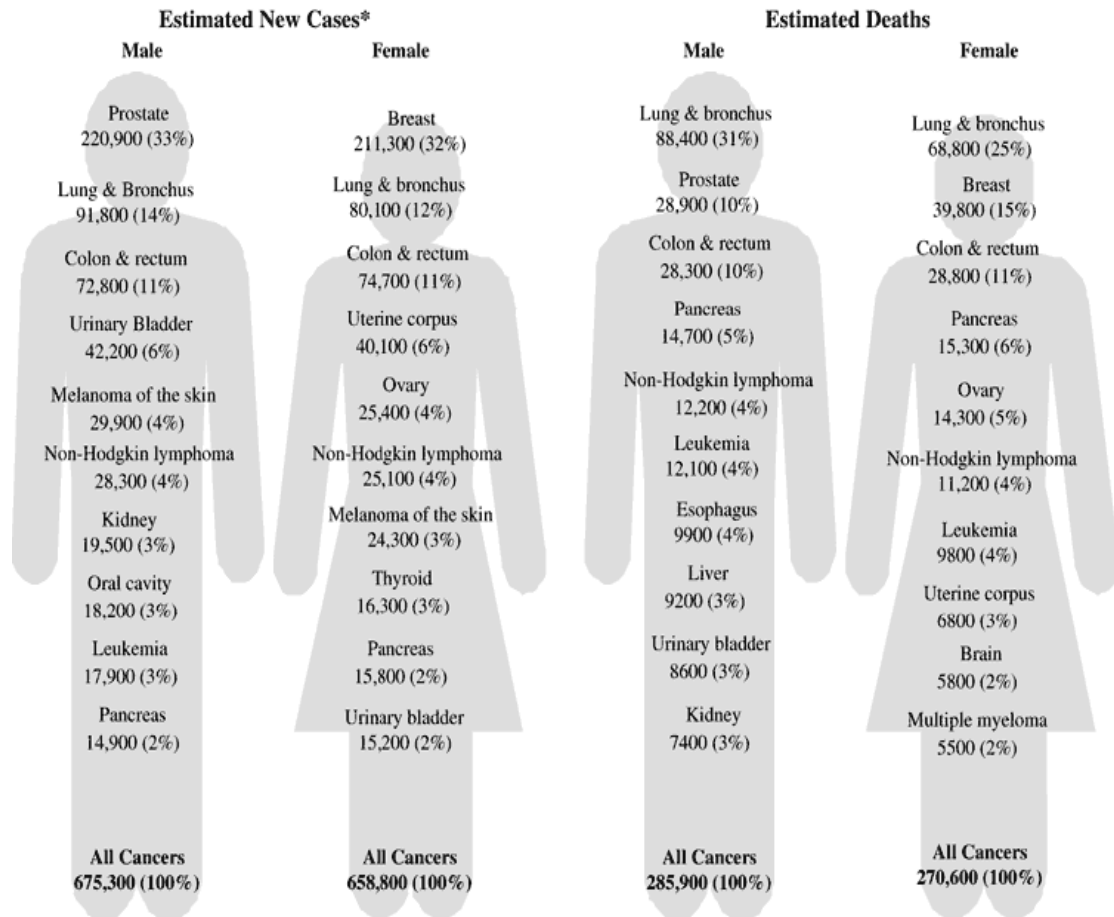 Estimated New Cases*
Male
Prostate
220,900 (33%)
Lung & Bronchus
91,800 (14%)
Colon & rectum
72,800 (11%)
Urinary Bladder
42,200 (6%)
Melanoma of the skin
29,900 (4%)
Non-Hodgkin lymphoma
28,300 (4%)
Kidney
19,500 (3%)
Oral cavity
18,200 (3%)
Leukemia
17,900 (3%)
Pancreas
14,900 (2%)
All Cancers
675,300 (100%)
Female
Breast
211,300 (32%)
Lung & bronchus
80,100 (12%)
Colon & rectum
74,700 (11%)
Uterine corpus
40,100 (6%)
Ovary
25,400 (4%)
Non-Hodgkin lymphoma
25,100 (4%)
Melanoma of the skin
24,300 (3%)
Thyroid
16,300 (3%)
Pancreas
15,800 (2%)
Urinary bladder
15,200 (2%)
All Cancers
658,800 (100%)
Estimated Deaths
Male
Lung & bronchus
88,400 (31%)
Prostate
28,900 (10%)
Colon & rectum
28,300 (10%)
Pancreas
14,700 (5%)
Non-Hodgkin lymphoma
12,200 (4%)
Leukemia
12,100 (4%)
Esophagus
9900 (4%)
Liver
9200 (3%)
Urinary bladder
8600 (3%)
Kidney
7400 (3%)
All Cancers
285,900 (100%)
Female
Lung & bronchus
68,800 (25%)
Breast
39,800 (15%)
Colon & rectum
28,800 (11%)
Pancreas
15,300 (6%)
Ovary
14,300 (5%)
Non-Hodgkin lymphoma
11,200 (4%)
Leukemia
9800 (4%)
Uterine corpus
6800 (3%)
Brain
5800 (2%)
Multiple myeloma
5500 (2%)
All Cancers
270,600 (100%)